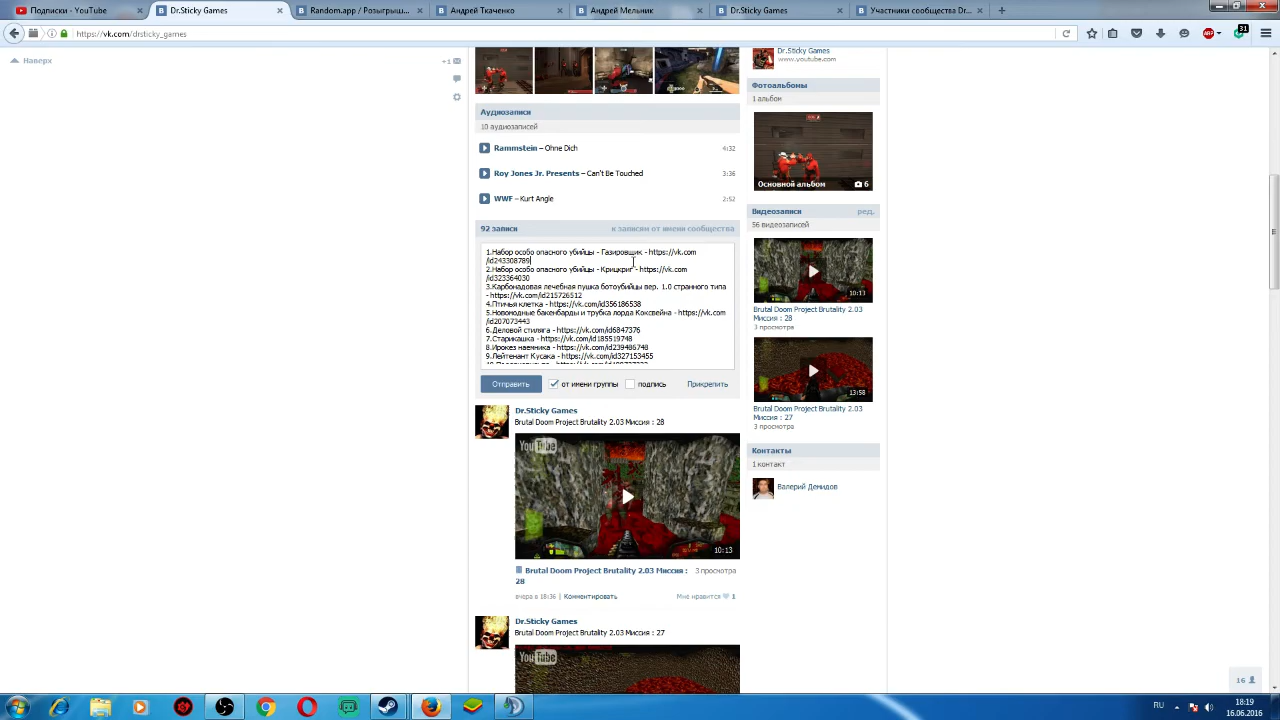 Подписки - YouTube
Dr.Sticky Games
Randomapp / Розыгрыш...
Андрей Мельник
Участники сообщества Dr...
https://vk.com/drsticky_games
ABP
31
Наверх
+1
Dr.Sticky Games
www.youtube.com
Фотоальбомы
1 альбом
Основной альбом
6
Аудиозаписи
10 аудиозаписей
Rammstein – Ohne Dich
4:32
Roy Jones Jr. Presents – Can't Be Touched
3:36
WWF – Kurt Angle
2:52
Видеозаписи
ред.
56 видеозаписей
10:13
Brutal Doom Project Brutality 2.03
Миссия : 28
3 просмотра
13:58
Brutal Doom Project Brutality 2.03
Миссия : 27
3 просмотра
Контакты
1 контакт
Валерий Демидов
92 записи
к записям от имени сообщества
1.Набор особо опасного убийцы - Газировщик - https://vk.com
/id243308789
2.Набор особо опасного убийцы - Крицкриг - https://vk.com
/id323364030
3.Карбонадовая лечебная пушка ботоубийцы вер. 1.0 странного типа
- https://vk.com/id215726512
4.Птичья клетка - https://vk.com/id356186538
5.Новомодные бакенбарды и трубка лорда Коксвейна - https://vk.com
/id207073443
6.Деловой стиляга - https://vk.com/id6847376
7.Старикашка - https://vk.com/id185519748
8.Ирокез наемника - https://vk.com/id239486748
9.Лейтенант Кусака - https://vk.com/id327153455
Отправить
от имени группы
подпись
Прикрепить
Dr.Sticky Games
Brutal Doom Project Brutality 2.03 Миссия : 28
YouTube
10:13
Brutal Doom Project Brutality 2.03 Миссия :
28
3 просмотра
вчера в 18:36 | Комментировать
Мне нравится 1
Dr.Sticky Games
Brutal Doom Project Brutality 2.03 Миссия : 27
YouTube
16
RU
18:19
16.06.2016